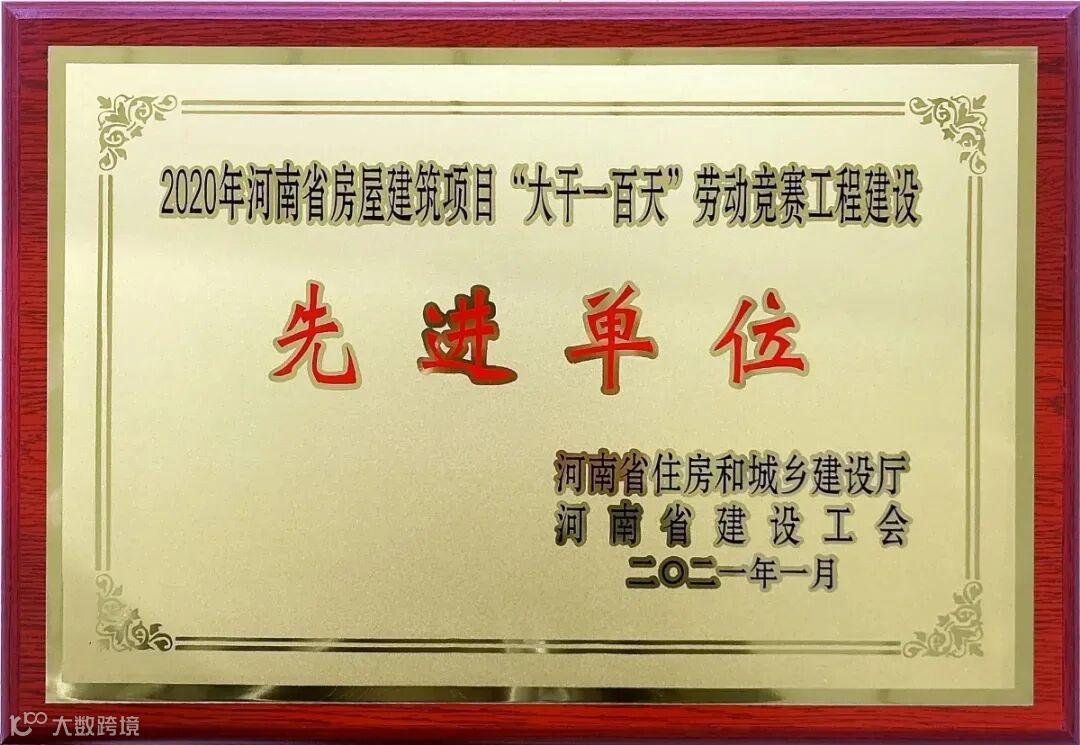 2020年河南省房屋建筑项目“大干一百天”劳动竞赛工程建设
先进单位
河南省住房和城乡建设厅
河南省建设工会
二〇二一年一月
大数跨境